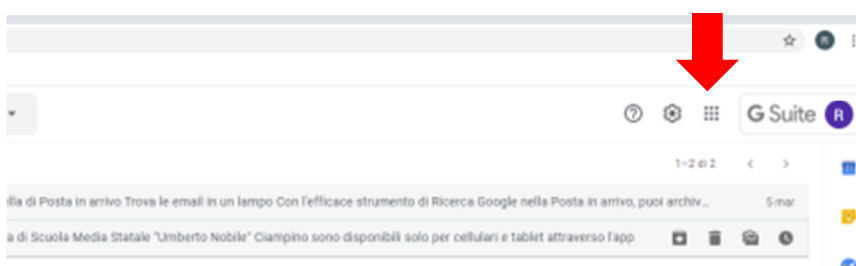 G Suite R
1-2 di 2
lla di Posta in arrivo Trova le email in un lampo Con l'efficace strumento di Ricerca Google nella Posta in arrivo, puoi archiv... 5 mar
a di Scuola Media Statale "Umberto Nobile" Ciampino sono disponibili solo per cellulari e tablet attraverso l'app